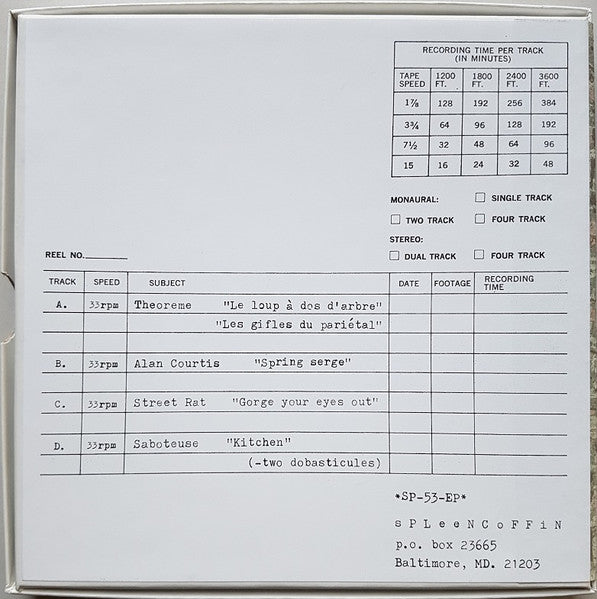 RECORDING TIME PER TRACK
(IN MINUTES)
TAPE SPEED 1200 FT. 1800 FT. 2400 FT. 3600 FT.
1⅞ 128 192 256 384
3¾ 64 96 128 192
7½ 32 48 64 96
15 16 24 32 48
MONAURAL: □ SINGLE TRACK
□ TWO TRACK □ FOUR TRACK
STEREO:
□ DUAL TRACK □ FOUR TRACK
REEL NO.______
TRACK SPEED SUBJECT DATE FOOTAGE RECORDING TIME
A. 33rpm Theoreme "Le loup à dos d'arbre"
"Les gifles du pariétal"
B. 33rpm Alan Courtis "Spring serge"
C. 33rpm Street Rat "Gorge your eyes out"
D. 33rpm Saboteuse "Kitchen"
(-two dobasticules)
*SP-53-EP*
sPLeeNCoFFiN
p.o. box 23665
Baltimore, MD. 21203